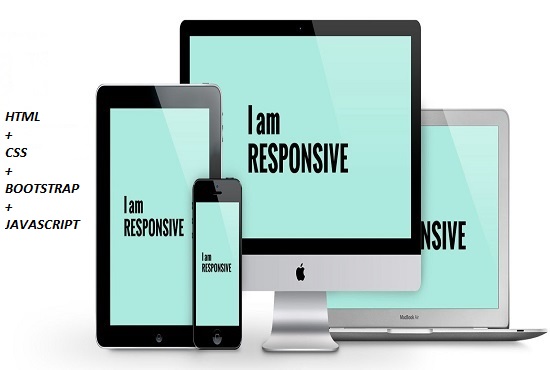 HTML
+
CSS
+
BOOTSTRAP
+
JAVASCRIPT
I am
RESPONSIVE
I am
RESPONSIVE
I am
RESPONSIVE
NSIVE
MacBook Air